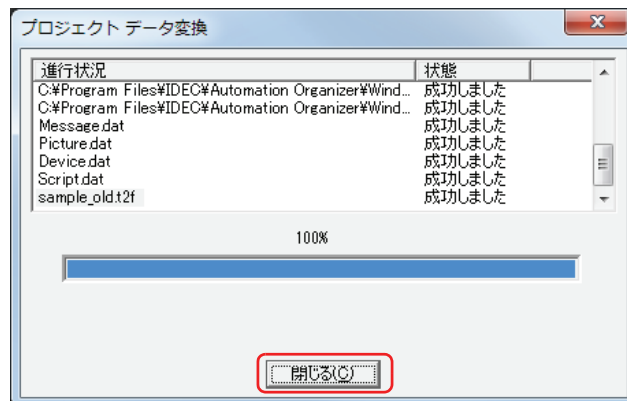 プロジェクト データ変換
進行状況 状態
C:¥Program Files¥IDEC¥Automation Organizer¥Wind... 成功しました
C:¥Program Files¥IDEC¥Automation Organizer¥Wind... 成功しました
Message.dat 成功しました
Picture.dat 成功しました
Device.dat 成功しました
Script.dat 成功しました
sample_old.t2f 成功しました
100%
閉じる(C)